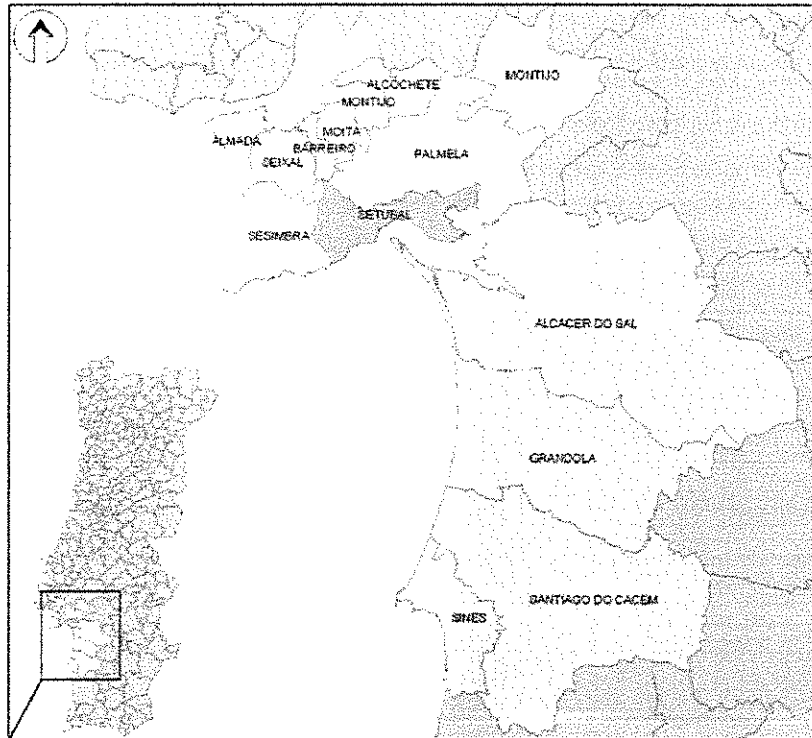 MONTIJO
ALCOCHETE
MONTIJO
MOITA
ALMADA
BARREIRO
SEIXAL
PALMELA
SETUBAL
SESIMBRA
ALCACER DO SAL
GRANDOLA
SANTIAGO DO CACEM
SINES